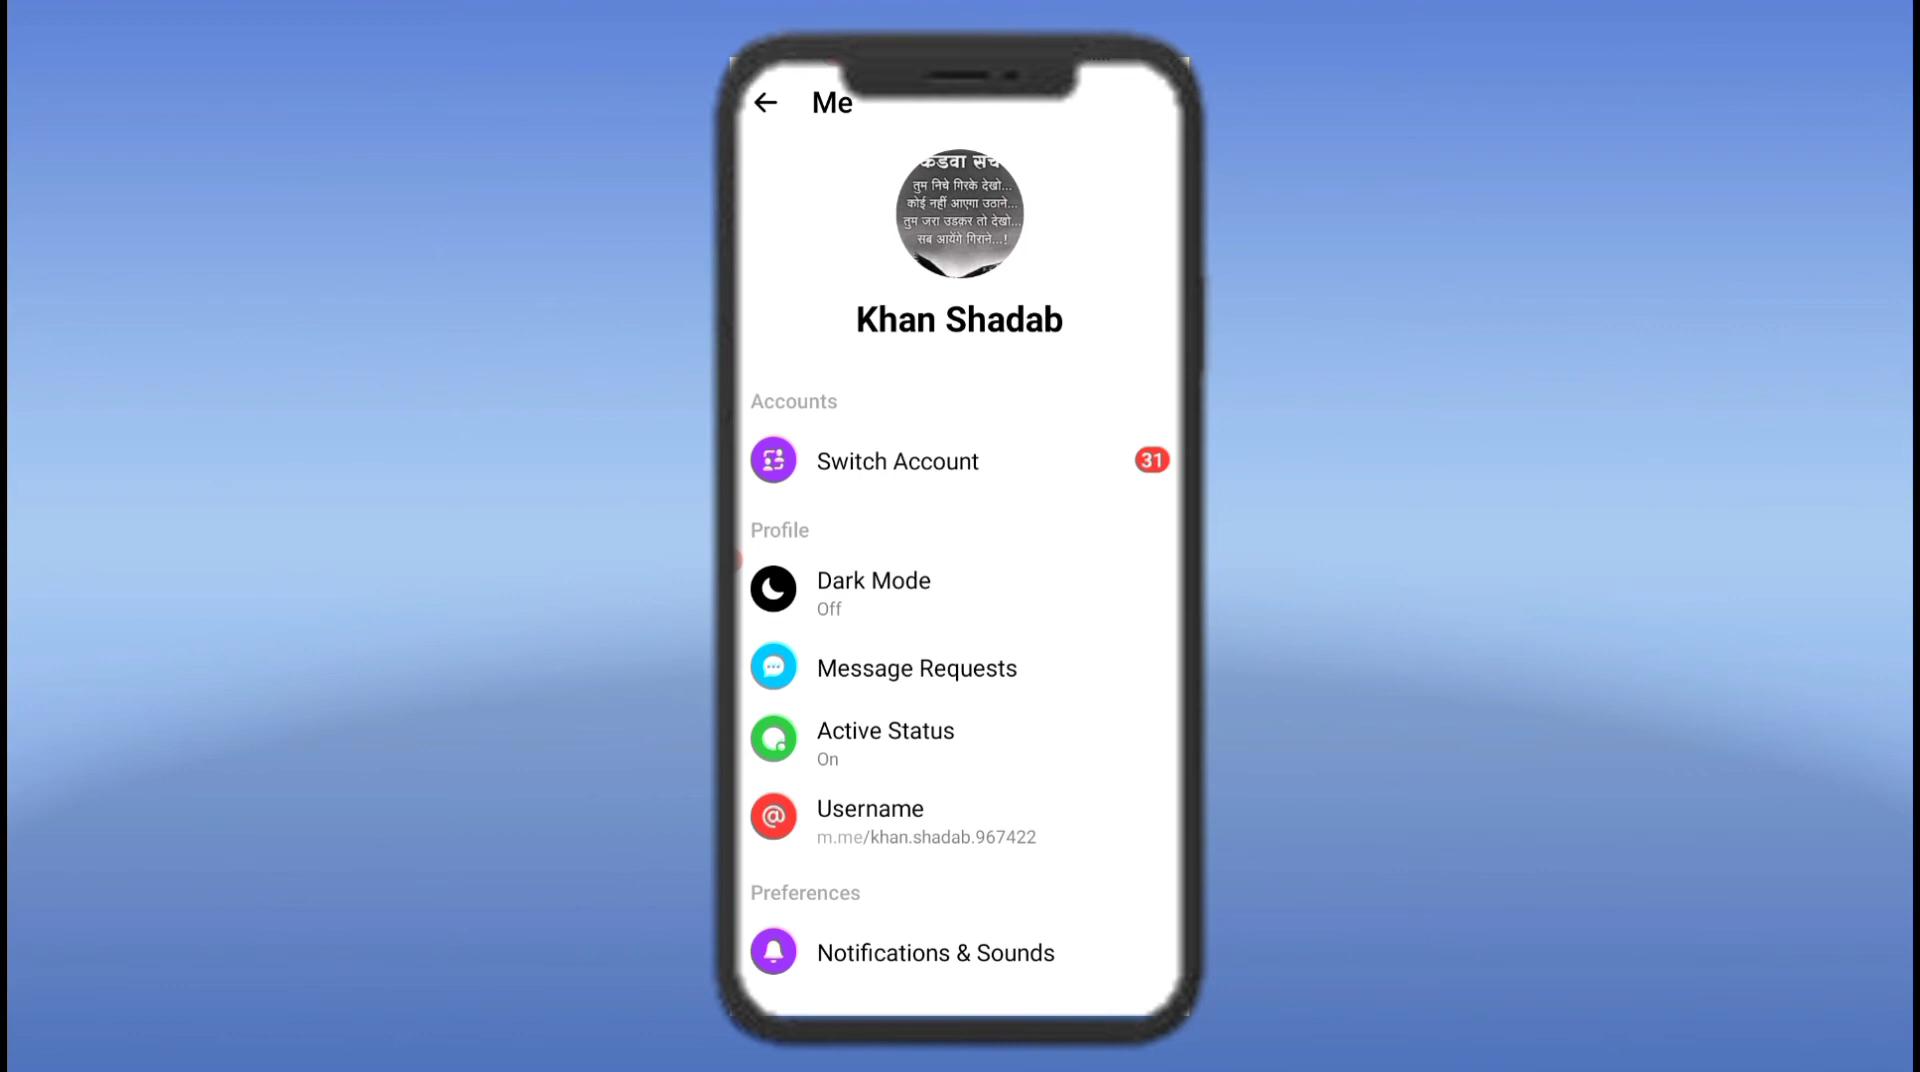 Me
कडवा सच
तुम निचे गिरके देखो...
कोई नहीं आएगा उठाने...
तुम जरा उडक़र तो देखो...
सब आयेंगे गिराने...!
Khan Shadab
Accounts
Switch Account
31
Profile
Dark Mode
Off
Message Requests
Active Status
On
Username
m.me/khan.shadab.967422
Preferences
Notifications & Sounds